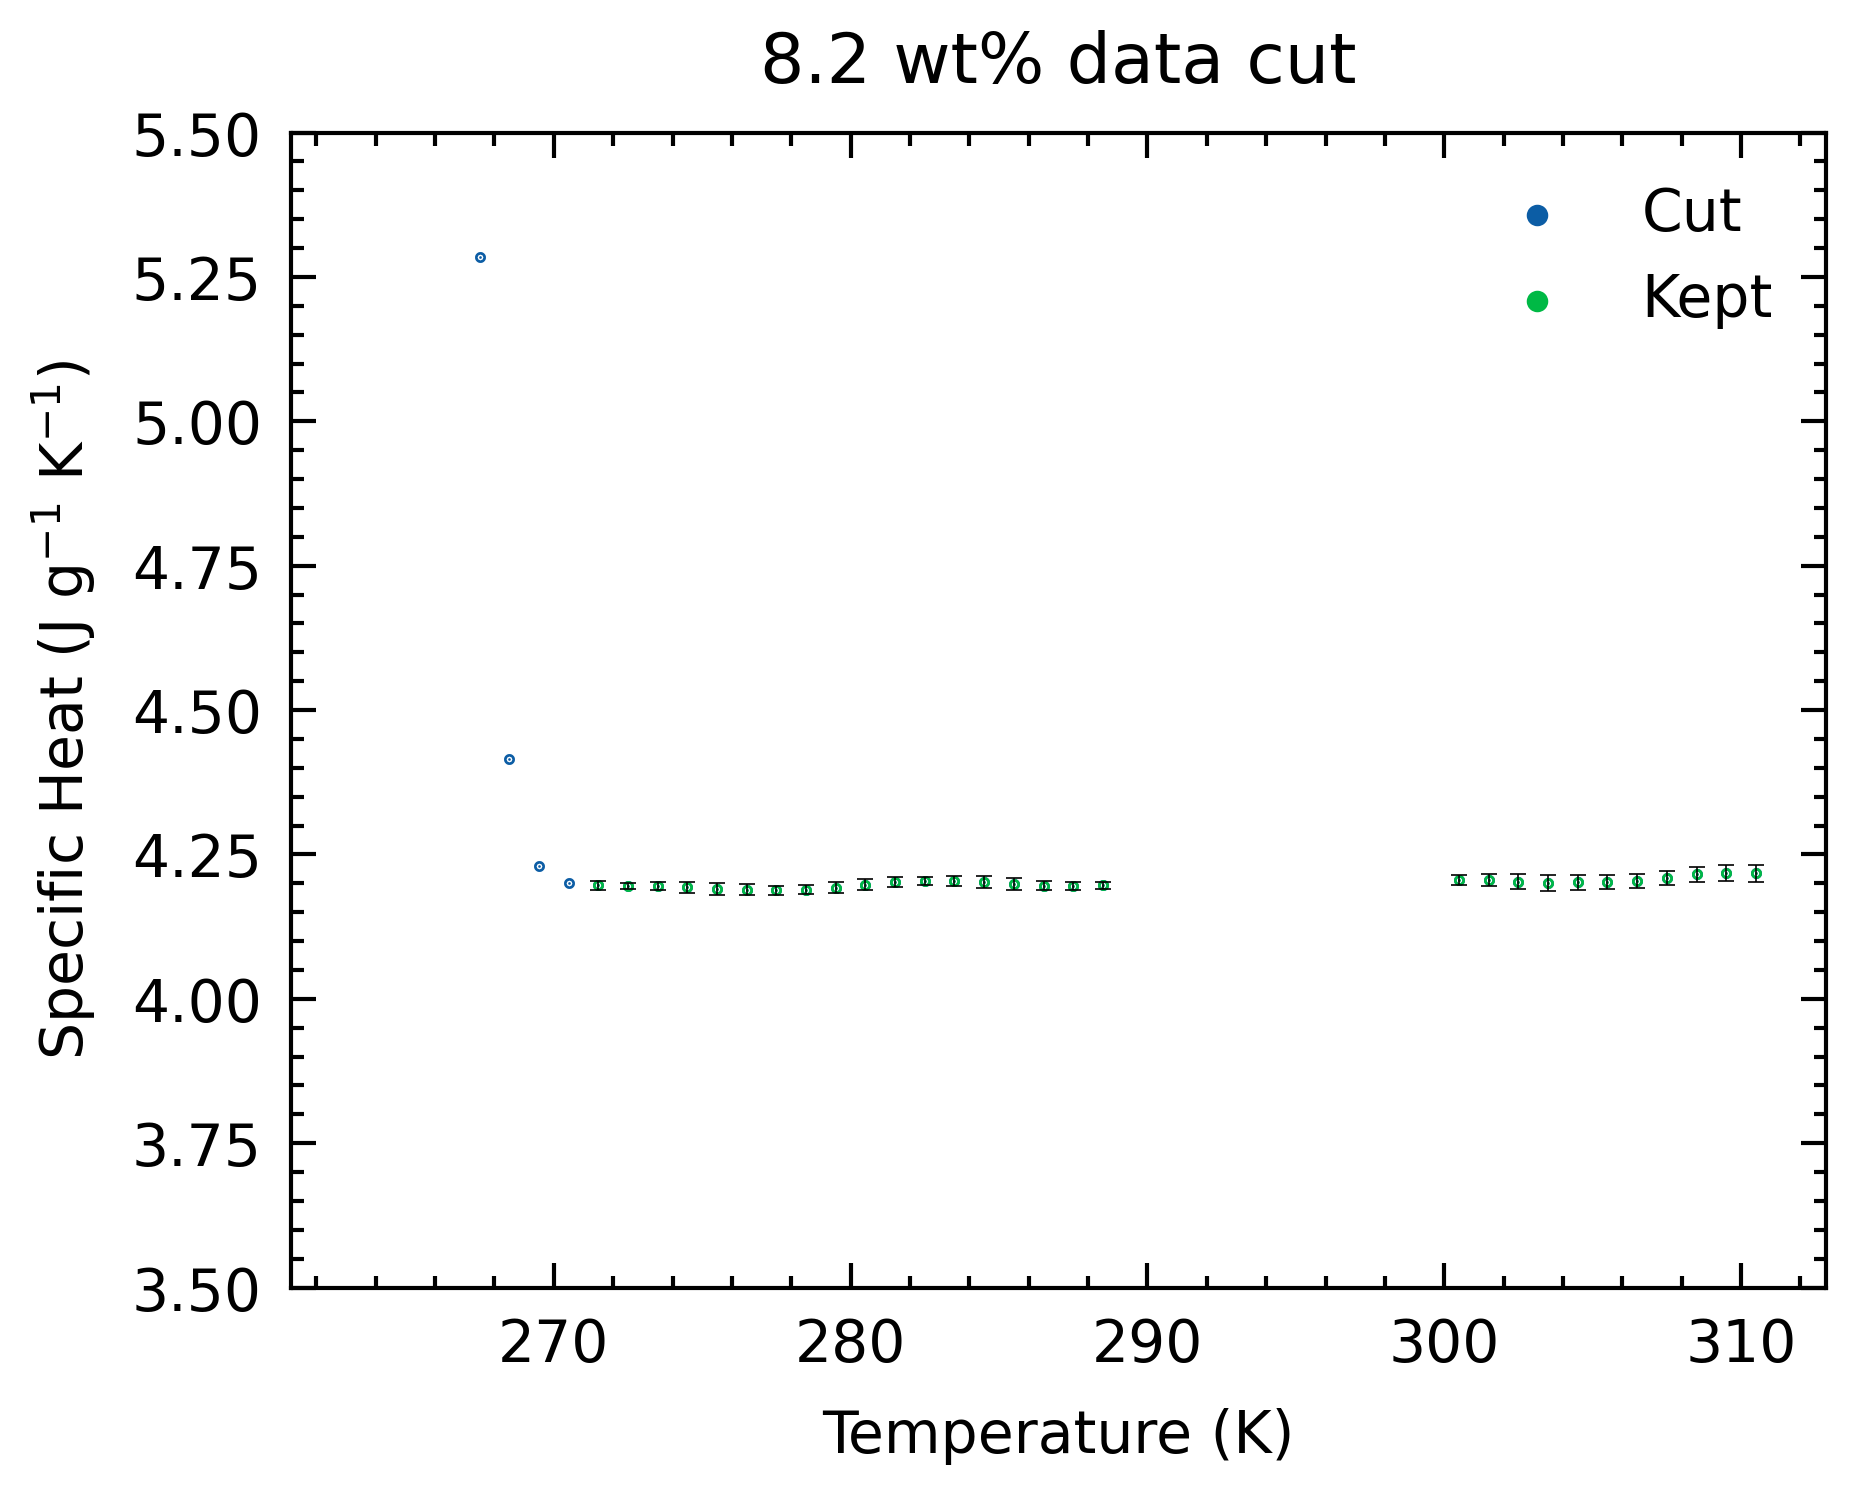 8.2 wt% data cut
5.50
5.25
5.00
4.75
4.50
4.25
4.00
3.75
3.50
Specific Heat (J g⁻¹ K⁻¹)
Cut
Kept
270 280 290 300 310
Temperature (K)